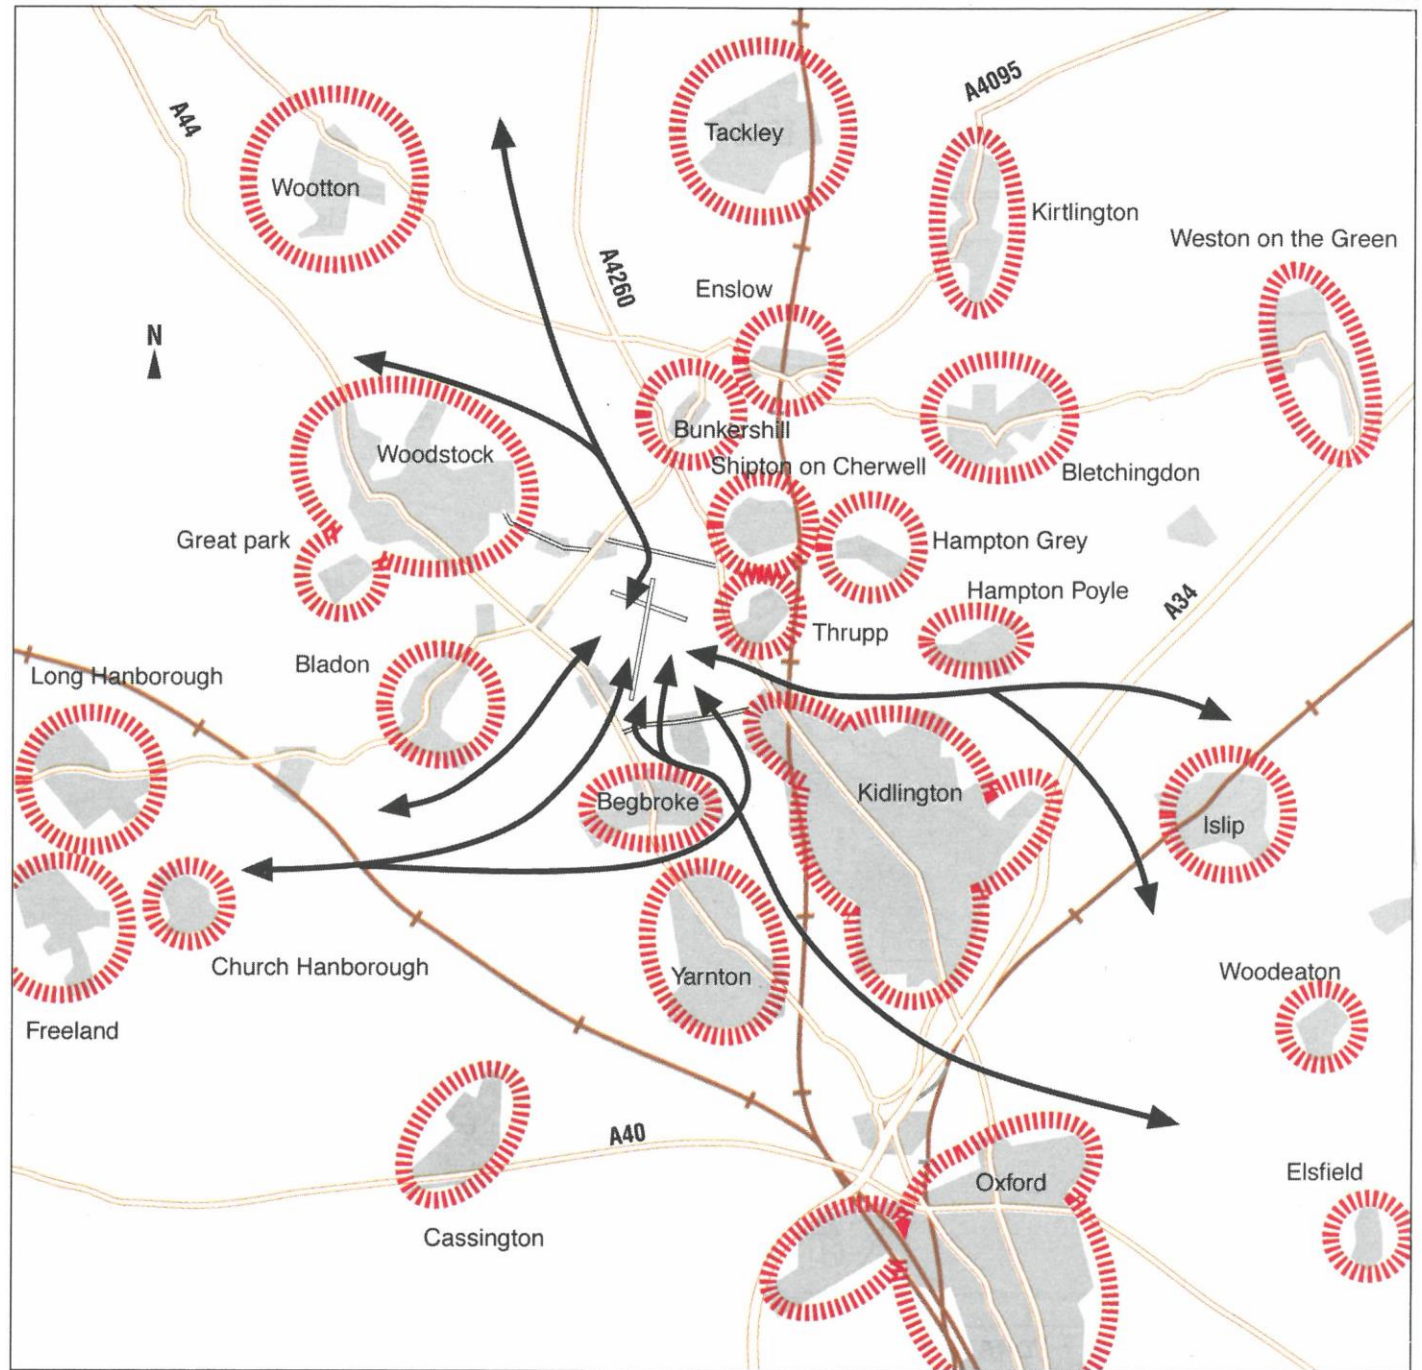 A44
Wootton
Tackley
A4095
Kirtlington
Weston on the Green
A4260
Enslow
N
Bunkershill
Woodstock
Shipton on Cherwell
Bletchingdon
Great park
Hampton Grey
Hampton Poyle
A34
Thrupp
Bladon
Long Hanborough
Begbroke
Kidlington
Islip
Church Hanborough
Yarnton
Woodeaton
Freeland
A40
Oxford
Elsfield
Cassington